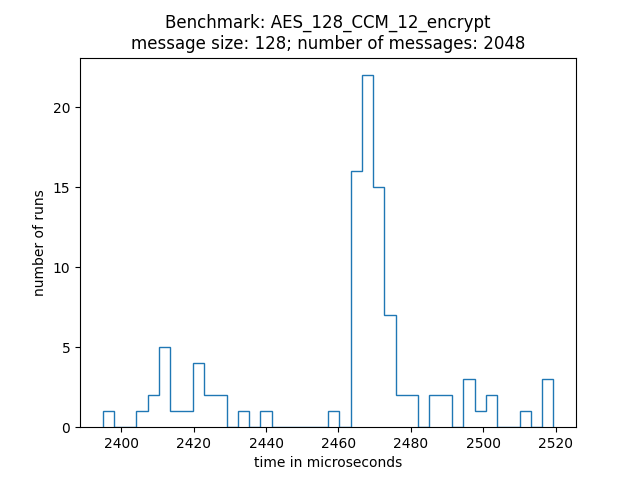 Benchmark: AES_128_CCM_12_encrypt
message size: 128; number of messages: 2048
20
15
10
5
0
number of runs
2400 2420 2440 2460 2480 2500 2520
time in microseconds